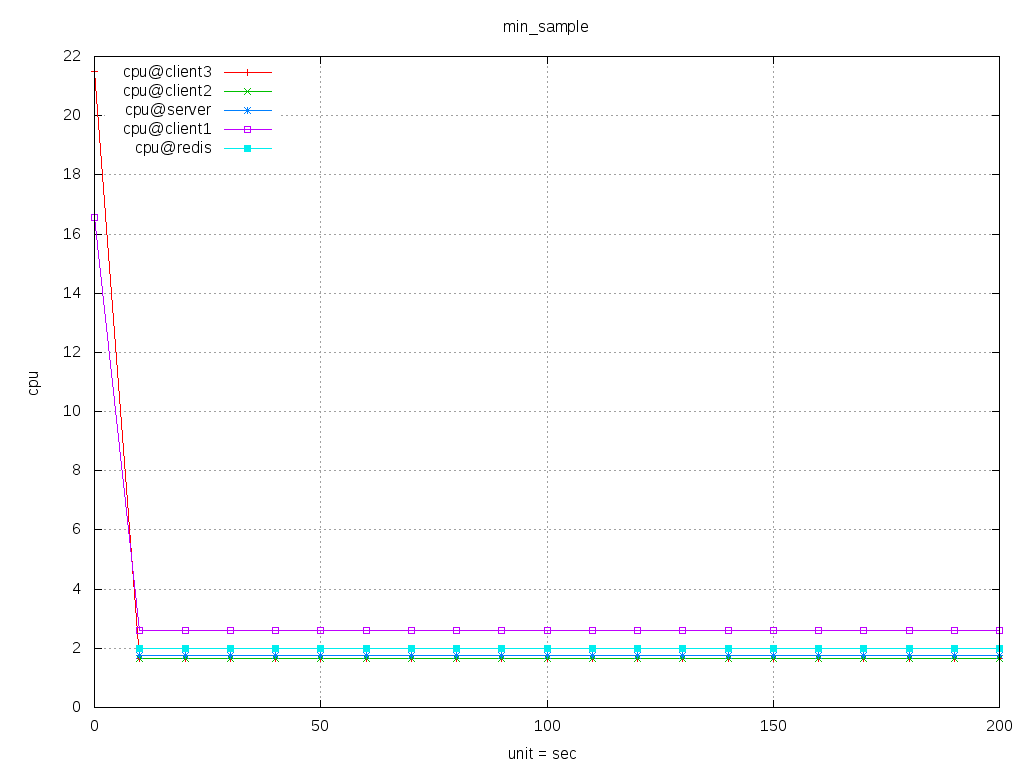 min_sample
22
20
18
16
14
12
10
8
6
4
2
0
cpu
cpu@client3
cpu@client2
cpu@server
cpu@client1
cpu@redis
0 50 100 150 200
unit = sec